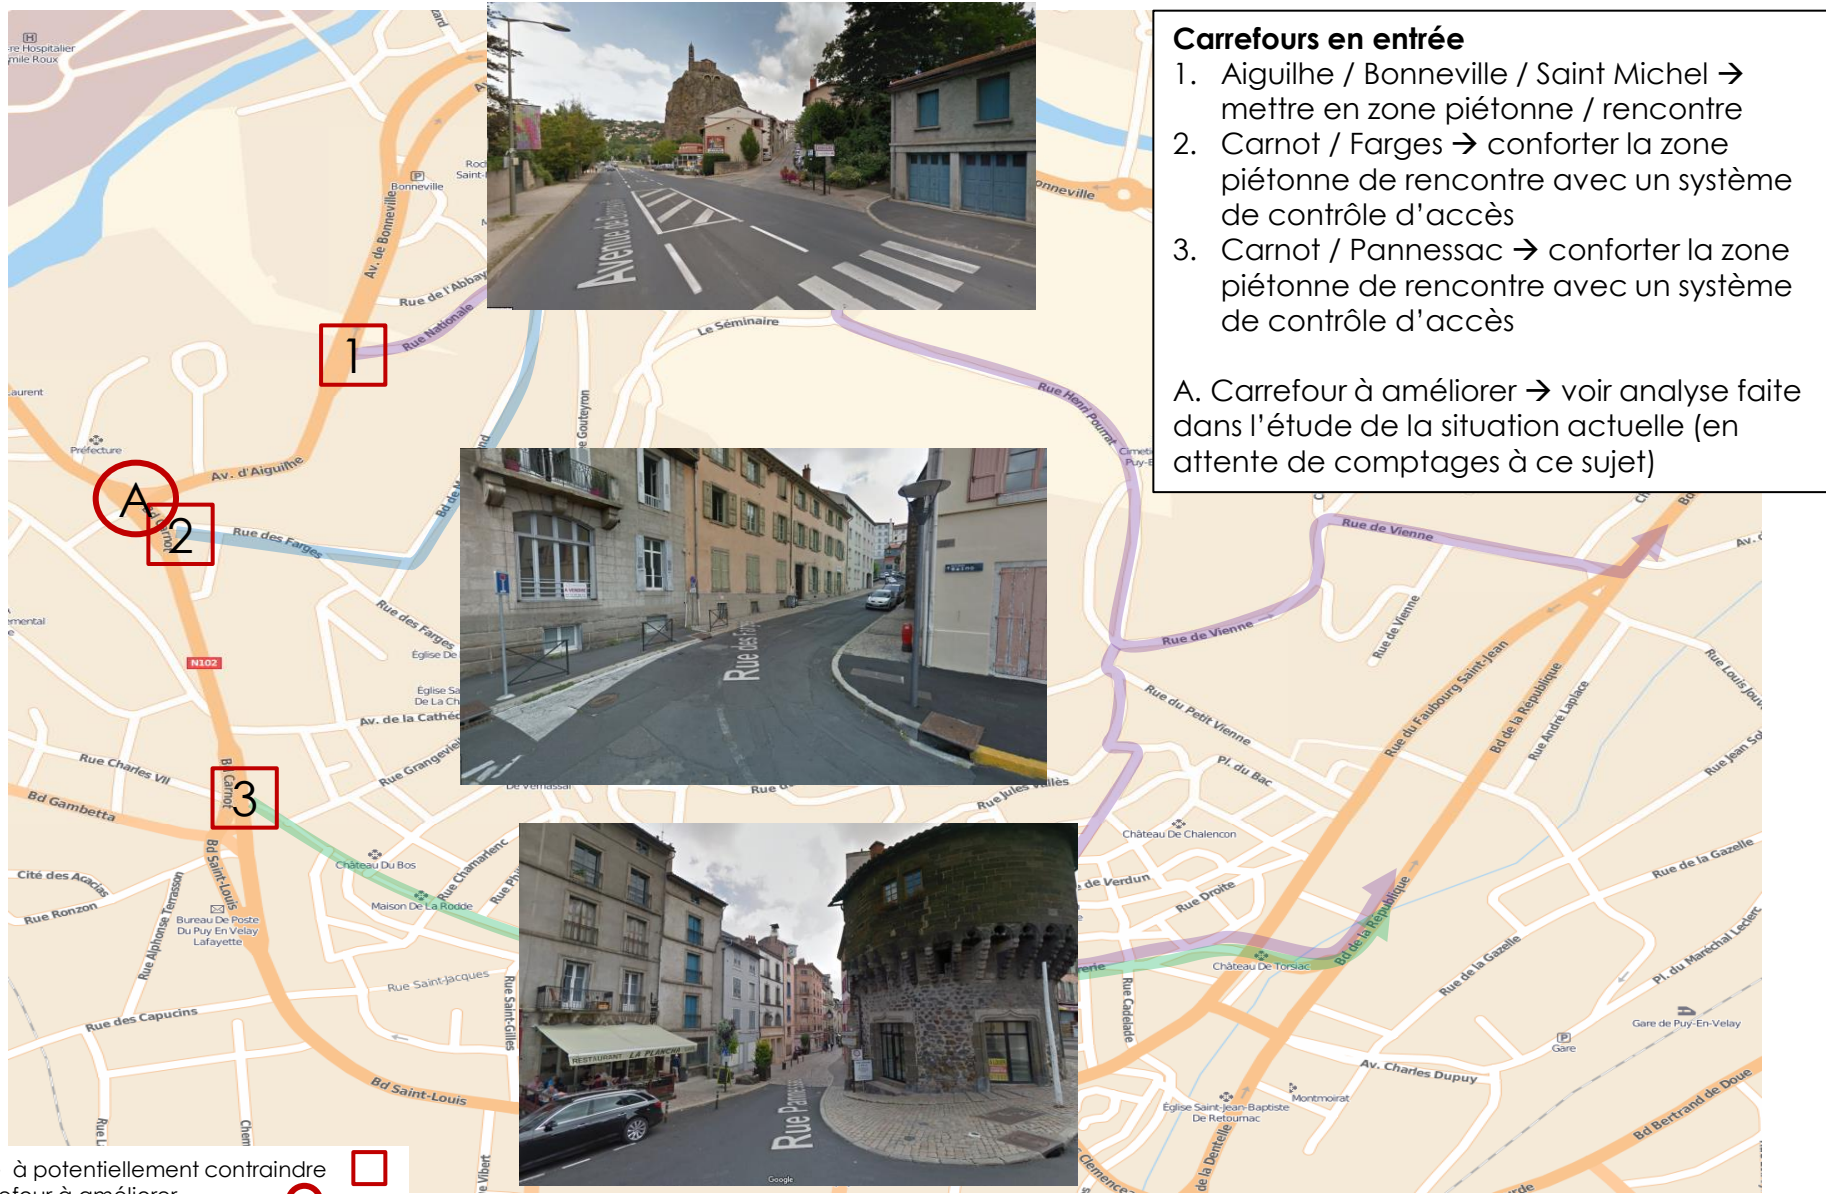 Carrefours en entrée
1. Aiguilhe / Bonneville / Saint Michel →
mettre en zone piétonne / rencontre
2. Carnot / Farges → conforter la zone
piétonne de rencontre avec un système
de contrôle d’accès
3. Carnot / Pannessac → conforter la zone
piétonne de rencontre avec un système
de contrôle d’accès
A. Carrefour à améliorer → voir analyse faite
dans l’étude de la situation actuelle (en
attente de comptages à ce sujet)
H
Bonneville
Av. de Bonneville
Rue de l'Abbaye
Rue Nationale
1
Avenue de Bonneville
Le Séminaire
Rue Henri Pourrat
Préfecture
Av. d'Aiguilhe
A
Bd Carnot
2
Rue des Farges
Rue des Farges
N102
Av. de la Cathéd
Rue Charles VII
Bd Gambetta
Bd Carnot
3
Bd Saint-Louis
Château Du Bos
Rue Chamarlenc
Maison De La Rodde
Cité des Acacias
Rue Ronzon
Rue Alphonse Terrasson
Bureau De Poste
Du Puy En Velay
Lafayette
Rue Saint-Jacques
Rue Saint-Gilles
Rue des Capucins
Bd Saint-Louis
A VENDRE
Rue des Farges
RESTAURANT LA PLANCHA
Rue Pannessac
Google
Rue de Vienne
Rue de Vienne
Rue de Vienne
Rue du Petit Vienne
Pl. du Bac
Rue Jules Vallès
Rue du Faubourg Saint-Jean
Bd de la République
Rue André Laplace
Château De Chalencon
Rue Droite
Bd de la République
Château De Torsiac
Rue Cadelade
Rue de la Gazelle
Rue de la Gazelle
Pl. du Maréchal Leclerc
Gare de Puy-En-Velay
P
Gare
Av. Charles Dupuy
Montmoirat
Église Saint-Jean-Baptiste
De Retournac
Bd Bertrand de Doue
à potentiellement contraindre